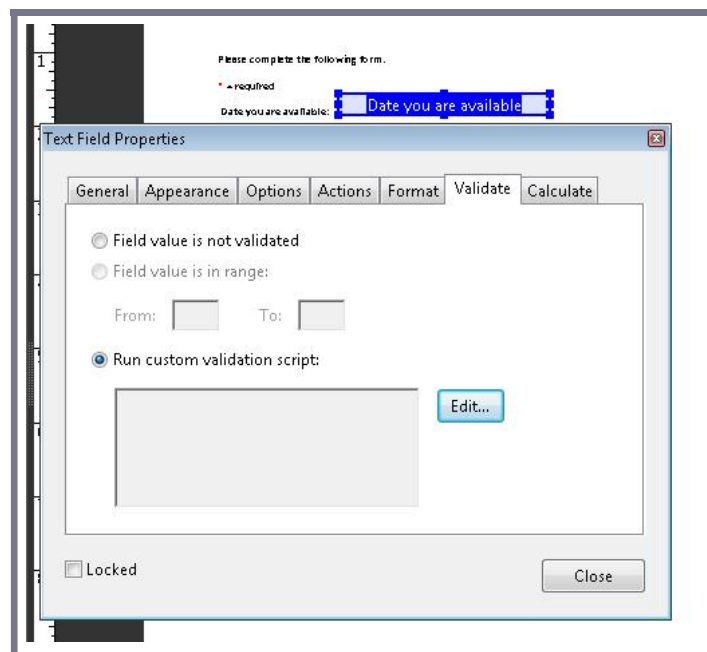 1
Please complete the following form.
* = required
Date you are available: Date you are available
Text Field Properties
General Appearance Options Actions Format Validate Calculate
Field value is not validated
Field value is in range:
From: To:
Run custom validation script:
Edit...
Locked
Close